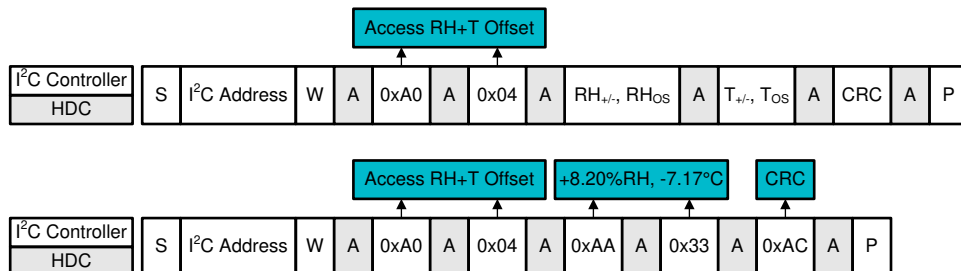 Access RH+T Offset
I²C Controller
HDC
S I²C Address W A 0xA0 A 0x04 A RH+/-, RHOS A T+/-, TOS A CRC A P
Access RH+T Offset +8.20%RH, -7.17°C CRC
I²C Controller
HDC
S I²C Address W A 0xA0 A 0x04 A 0xAA A 0x33 A 0xAC A P